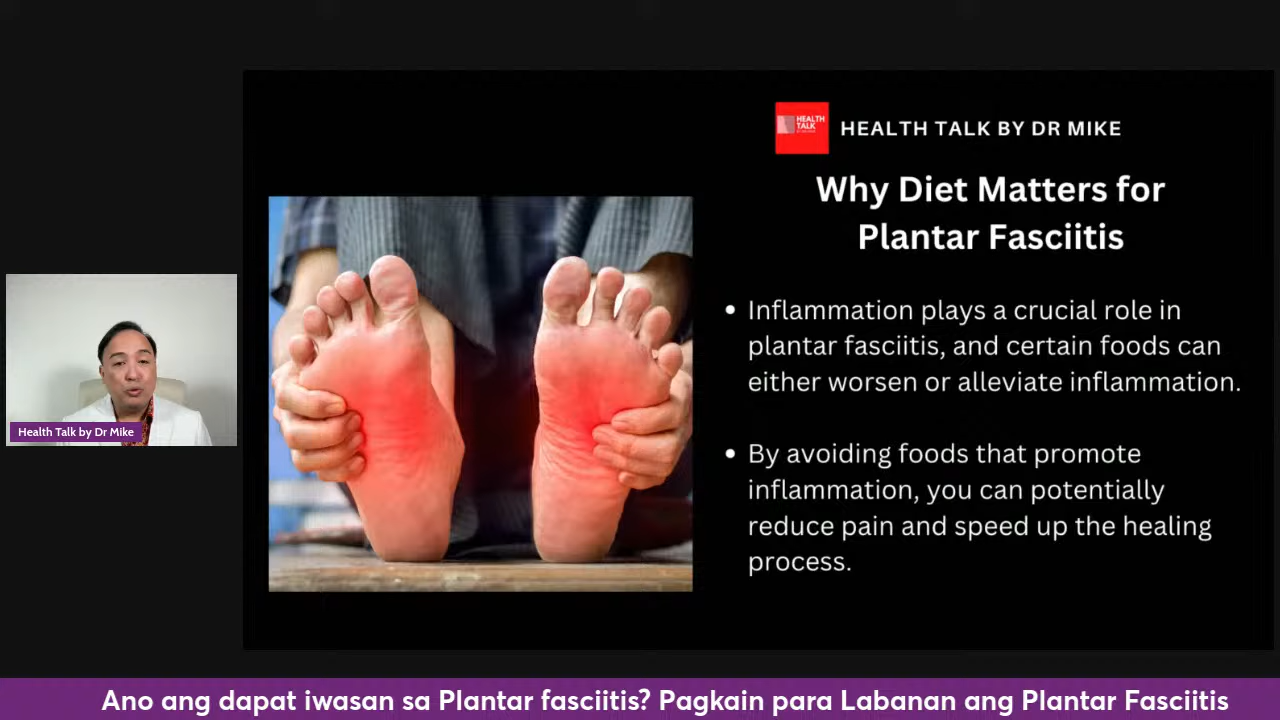 HEALTH
TALK
HEALTH TALK BY DR MIKE
Why Diet Matters for
Plantar Fasciitis
• Inflammation plays a crucial role in
plantar fasciitis, and certain foods can
either worsen or alleviate inflammation.
• By avoiding foods that promote
inflammation, you can potentially
reduce pain and speed up the healing
process.
Health Talk by Dr Mike
Ano ang dapat iwasan sa Plantar fasciitis? Pagkain para Labanan ang Plantar Fasciitis